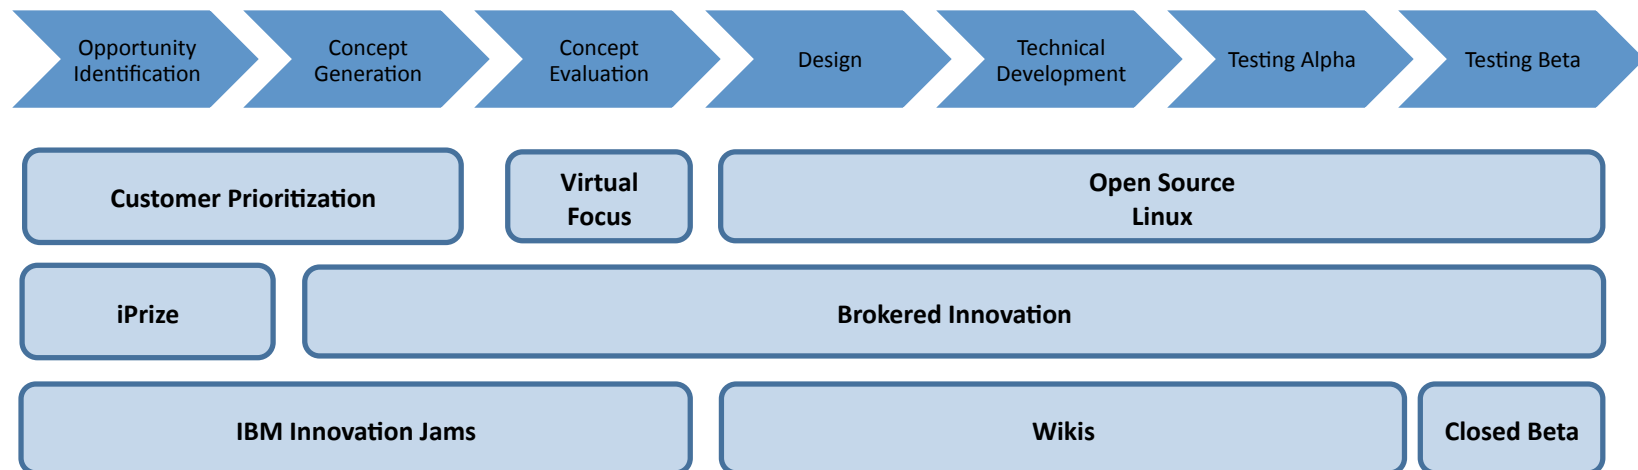 Opportunity
Identification
Concept
Generation
Concept
Evaluation
Design
Technical
Development
Testing Alpha
Testing Beta
Customer Prioritization
Virtual
Focus
Open Source
Linux
iPrize
Brokered Innovation
IBM Innovation Jams
Wikis
Closed Beta